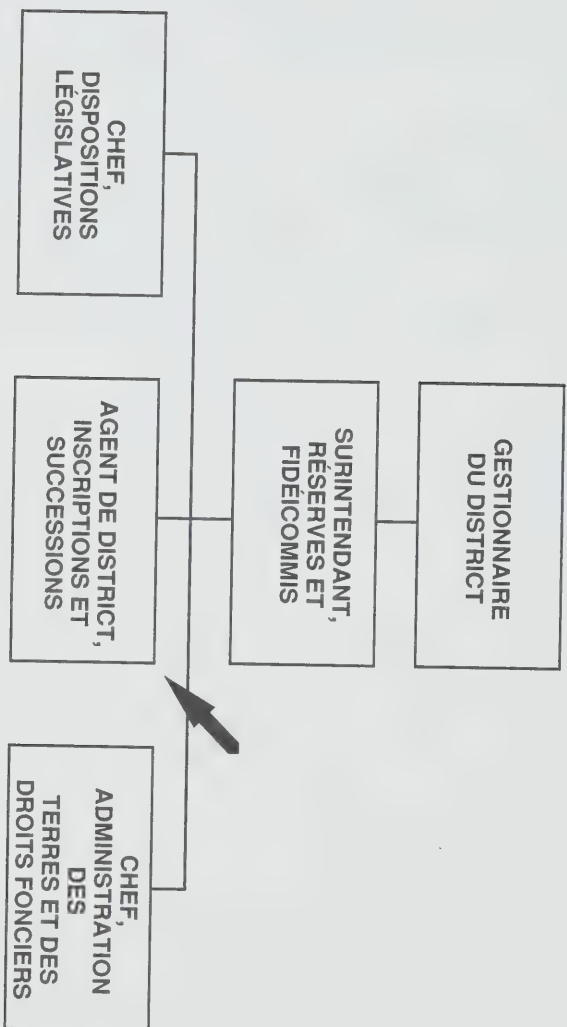 GESTIONNAIRE
DU DISTRICT
SURINTENDANT,
RÉSERVES ET
FIDÉICOMMIS
CHEF,
DISPOSITIONS
LÉGISLATIVES
AGENT DE DISTRICT,
INSCRIPTIONS ET
SUCCESSIONS
CHEF,
ADMINISTRATION
DES
TERRES ET DES
DROITS FONCIERS